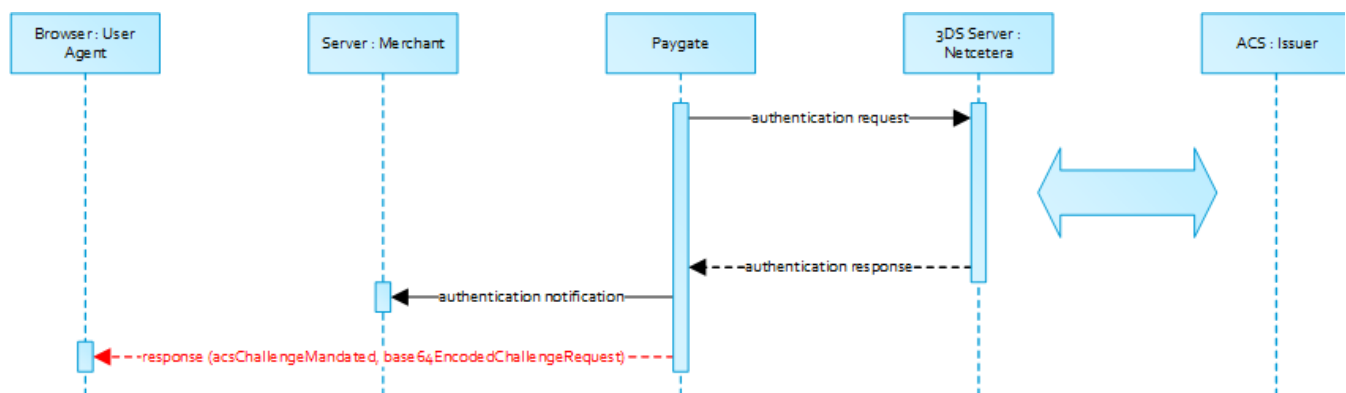 Browser : User
Agent
Server : Merchant
Paygate
3DS Server :
Netcetera
ACS : Issuer
authentication request
authentication response
authentication notification
response (acsChallengeMandated, base64EncodedChallengeRequest)